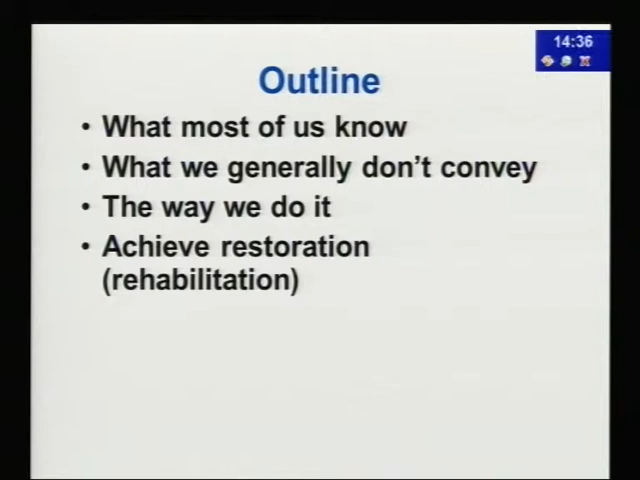 14:36
Outline
• What most of us know
• What we generally don't convey
• The way we do it
• Achieve restoration
(rehabilitation)